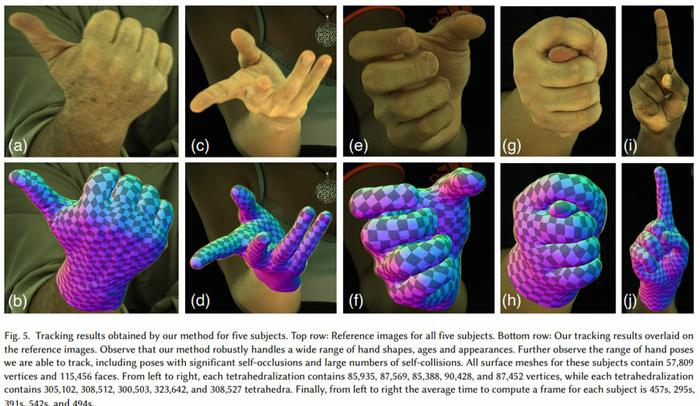 (a)
(c)
(e)
(g)
(i)
(b)
(d)
(f)
(h)
(j)
Fig. 5. Tracking results obtained by our method for five subjects. Top row: Reference images for all five subjects. Bottom row: Our tracking results overlaid on
the reference images. Observe that our method robustly handles a wide range of hand shapes, ages and appearances. Further observe the range of hand poses
we are able to track, including poses with significant self-occlusions and large numbers of self-collisions. All surface meshes for these subjects contain 57,809
vertices and 115,456 faces. From left to right, each tetrahedralization contains 85,935, 87,569, 85,388, 90,428, and 87,452 vertices, while each tetrahedralization
contains 305,102, 308,512, 300,503, 323,642, and 308,527 tetrahedra. Finally, from left to right the average time to compute a frame for each subject is 457s, 295s,
391s, 542s, and 494s.